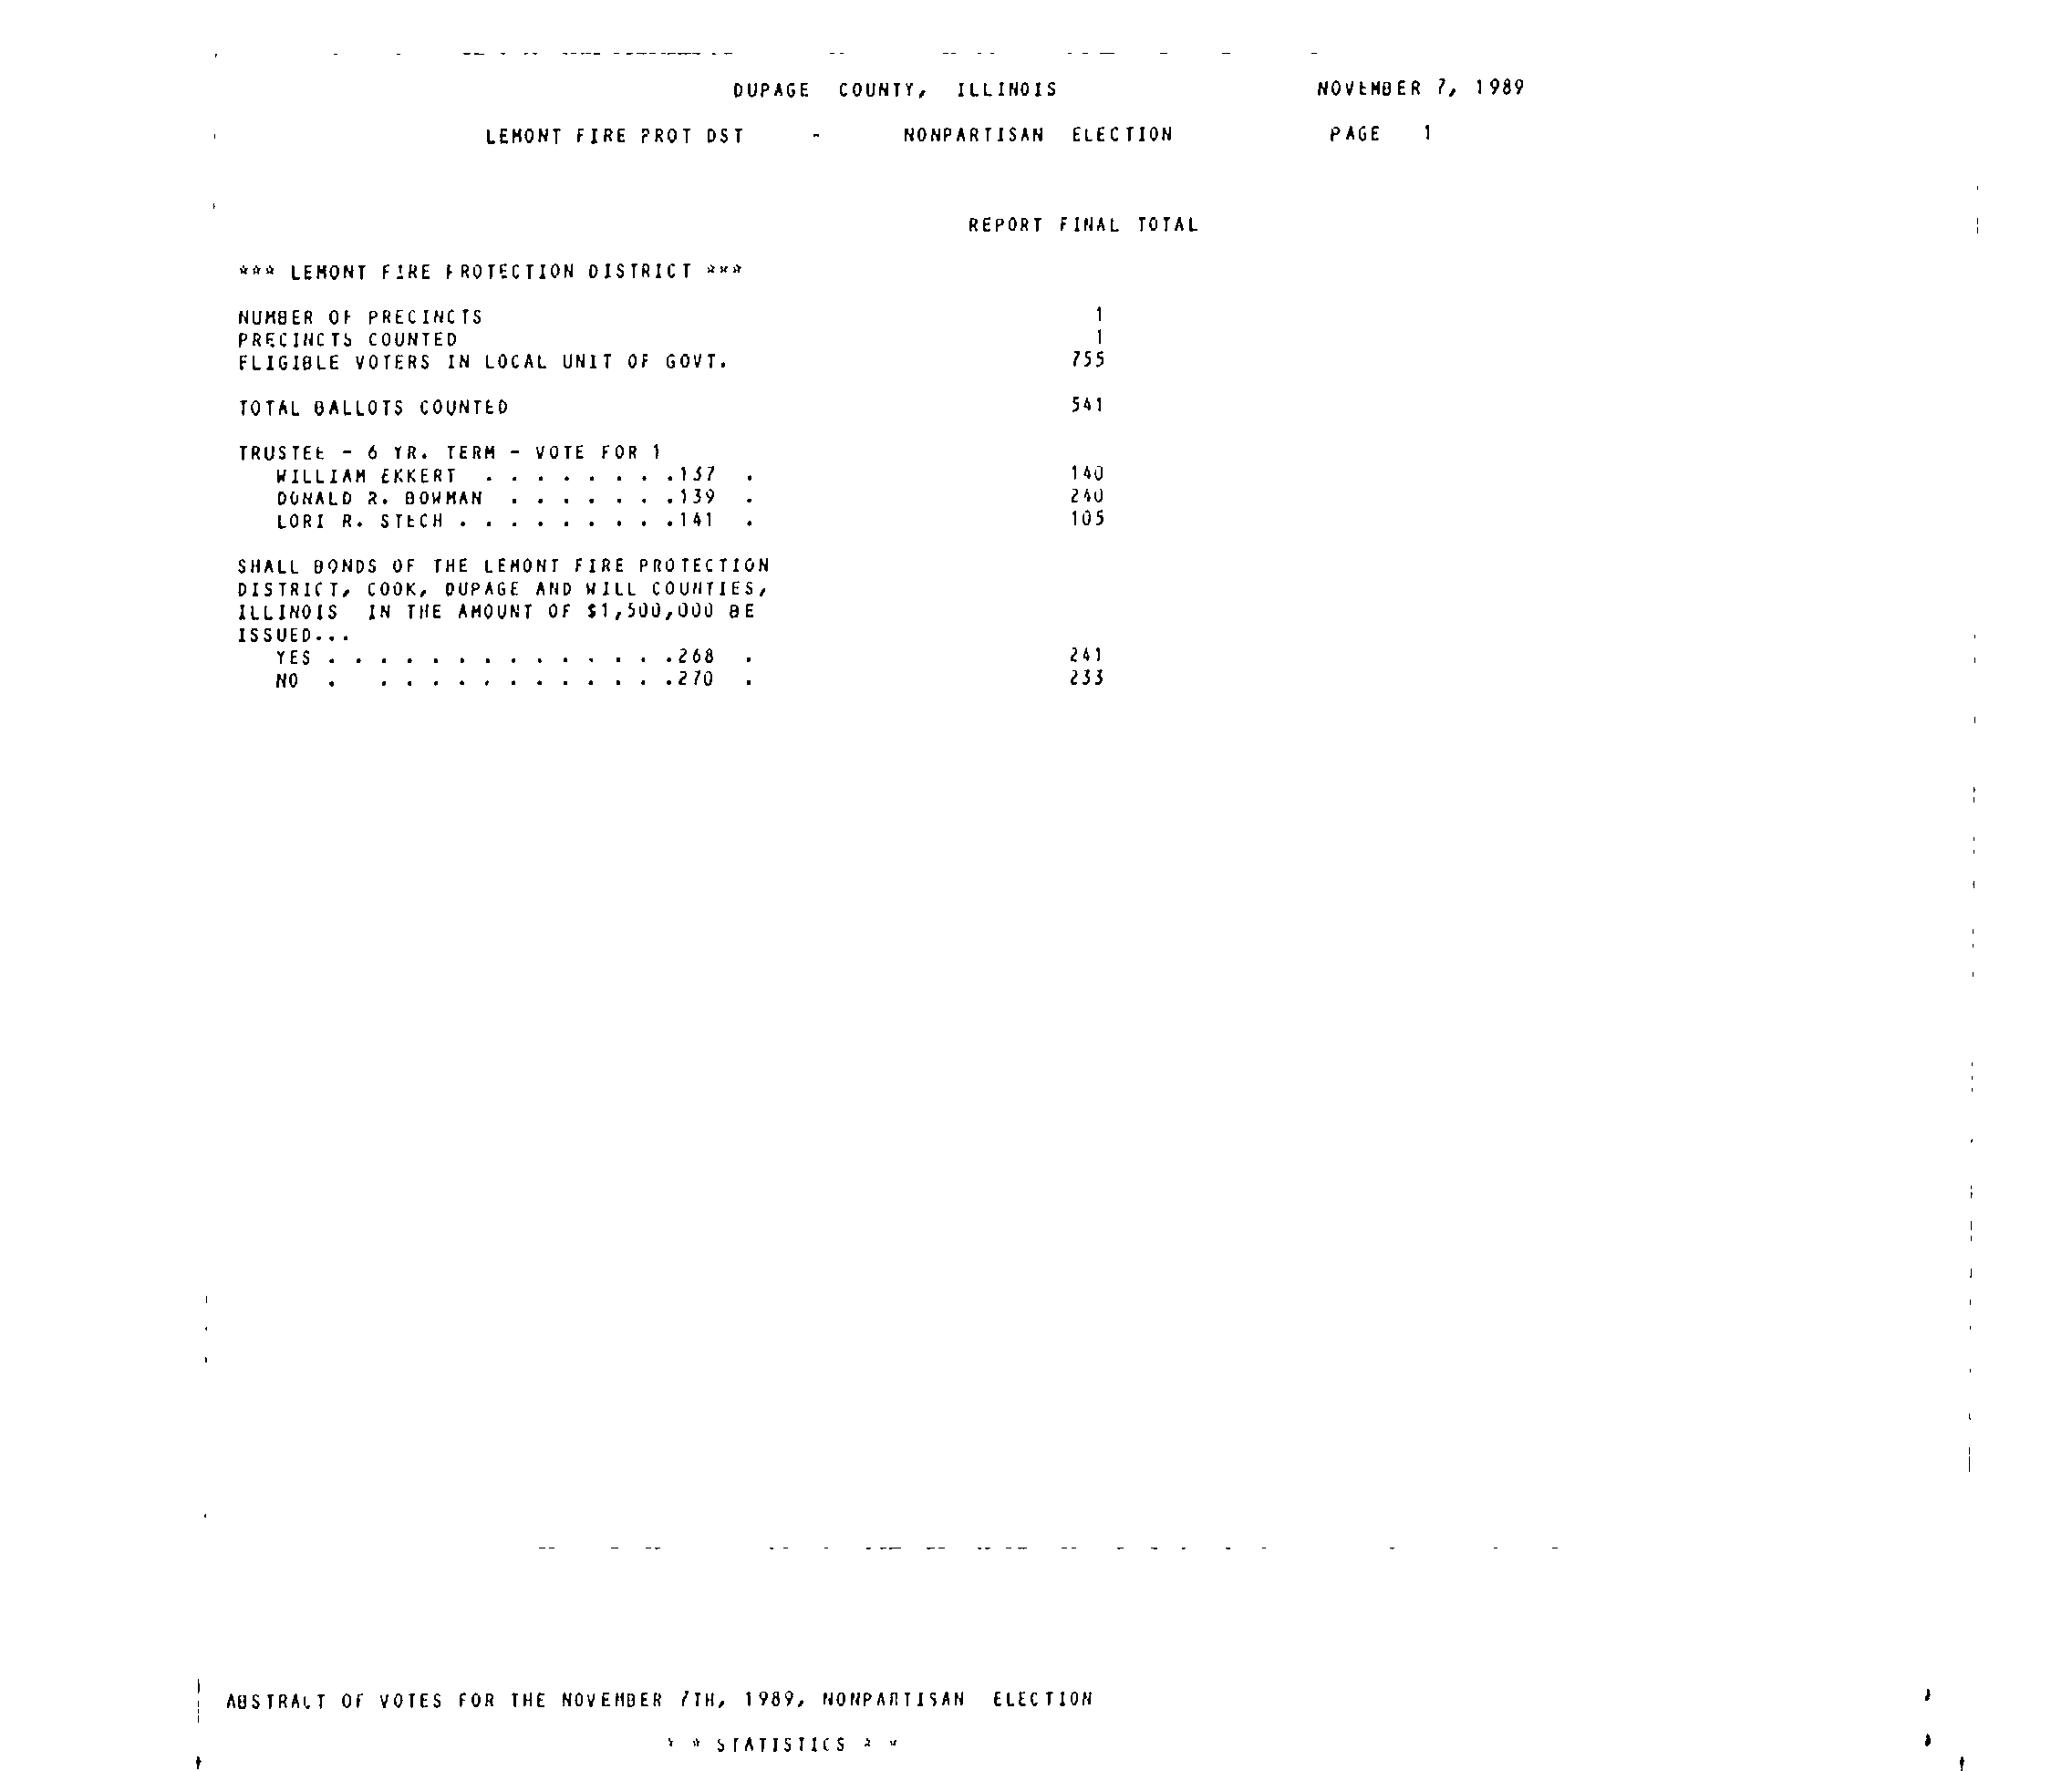 DUPAGE COUNTY, ILLINOIS NOVEMBER 7, 1989
LEMONT FIRE PROT DST - NONPARTISAN ELECTION PAGE 1
REPORT FINAL TOTAL
*** LEMONT FIRE PROTECTION DISTRICT ***
NUMBER OF PRECINCTS 1
PRECINCTS COUNTED 1
ELIGIBLE VOTERS IN LOCAL UNIT OF GOVT. 755
TOTAL BALLOTS COUNTED 541
TRUSTEE - 6 YR. TERM - VOTE FOR 1
WILLIAM EKKERT . . . . . . . .137 . 140
DONALD R. BOWMAN . . . . . . .139 . 240
LORI R. STECH . . . . . . . . .141 . 105
SHALL BONDS OF THE LEMONT FIRE PROTECTION
DISTRICT, COOK, DUPAGE AND WILL COUNTIES,
ILLINOIS IN THE AMOUNT OF $1,500,000 BE
ISSUED...
YES . . . . . . . . . . . . . .268 . 241
NO . . . . . . . . . . . . .270 . 233
ABSTRACT OF VOTES FOR THE NOVEMBER 7TH, 1989, NONPARTISAN ELECTION
* * STATISTICS * *